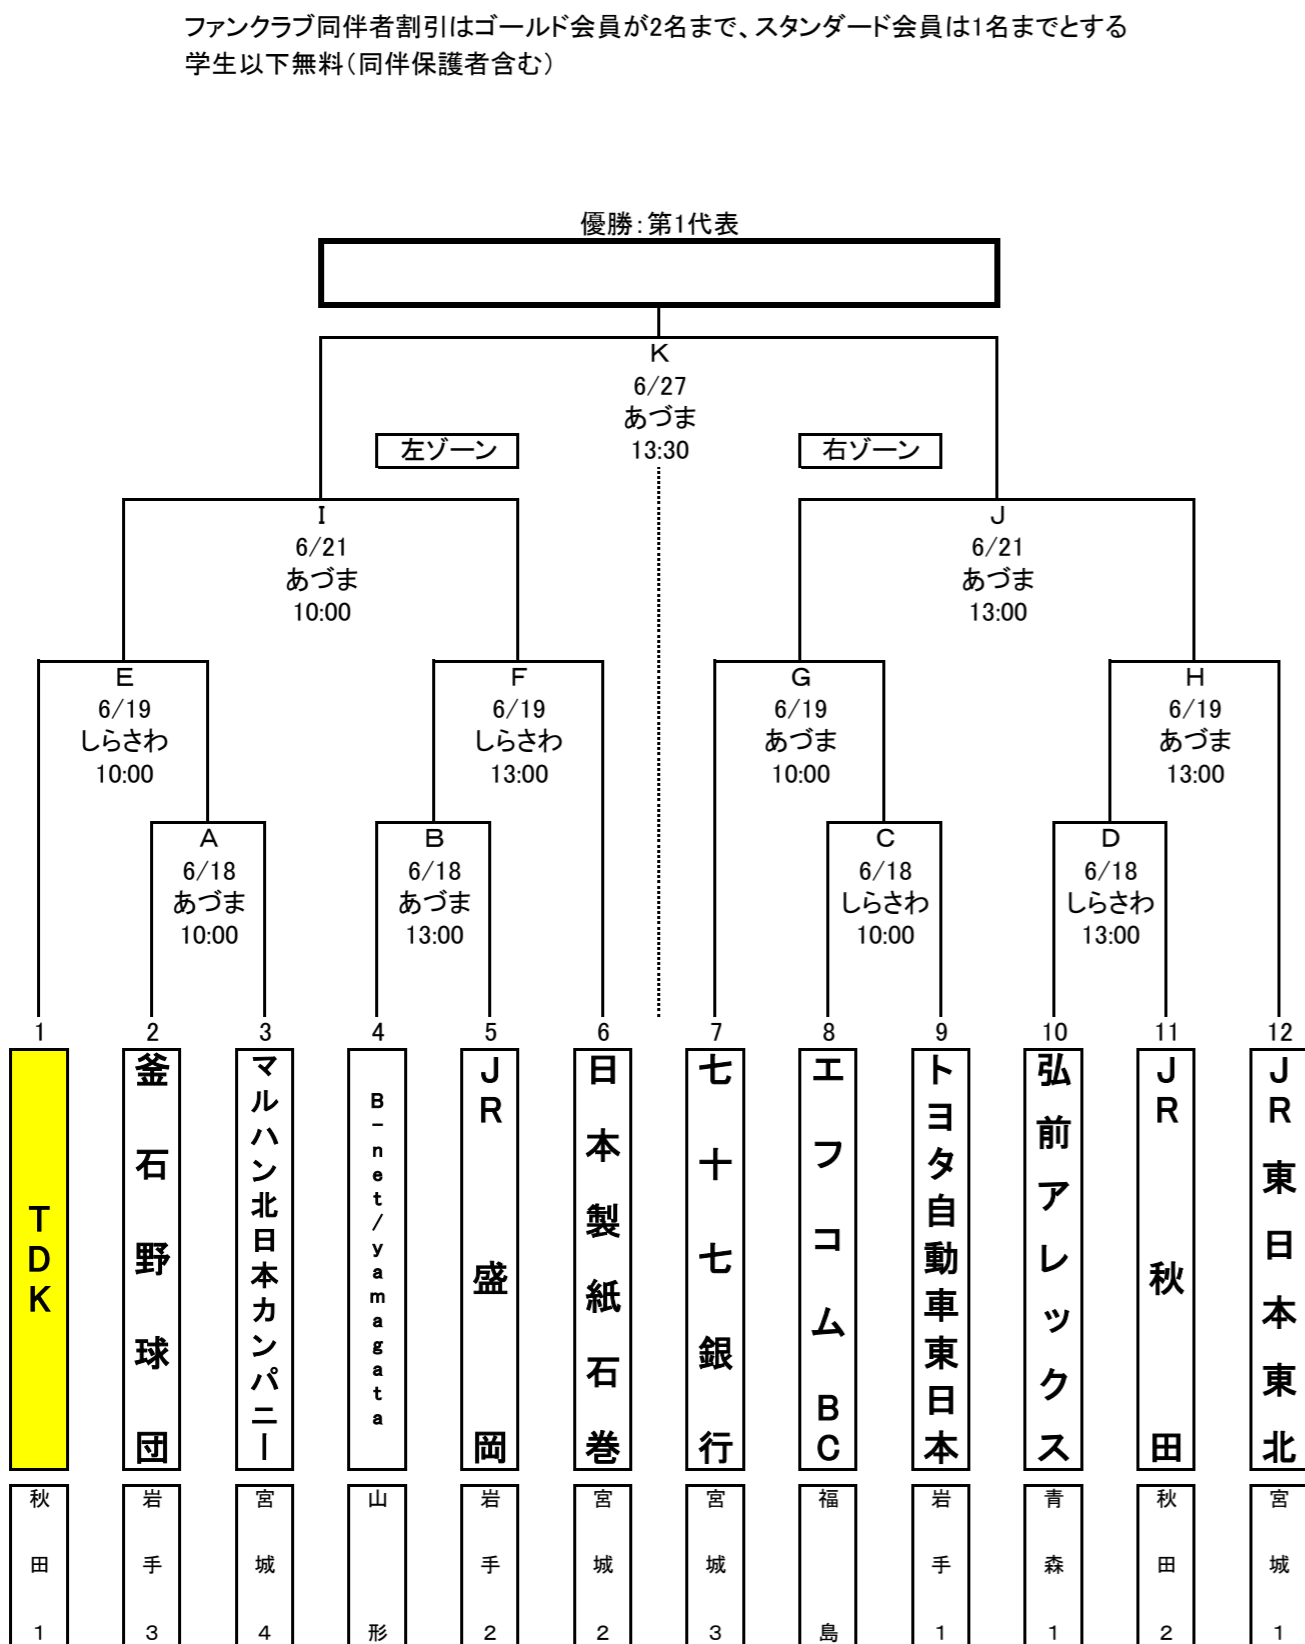 ファンクラブ同伴者割引はゴールド会員が2名まで、スタンダード会員は1名までとする
学生以下無料(同伴保護者含む)
優勝:第1代表
K
6/27
あづま
13:30
左ゾーン
右ゾーン
I
6/21
あづま
10:00
J
6/21
あづま
13:00
E
6/19
しらさわ
10:00
F
6/19
しらさわ
13:00
G
6/19
あづま
10:00
H
6/19
あづま
13:00
A
6/18
あづま
10:00
B
6/18
あづま
13:00
C
6/18
しらさわ
10:00
D
6/18
しらさわ
13:00
1
TDK
秋田1
2
釜石野球団
岩手3
3
マルハン北日本カンパニー
宮城4
4
B-net/yamagata
山形
5
JR盛岡
岩手2
6
日本製紙石巻
宮城2
7
七十七銀行
宮城3
8
エフコムBC
福島
9
トヨタ自動車東日本
岩手1
10
弘前アレックス
青森1
11
JR秋田
秋田2
12
JR東日本東北
宮城1